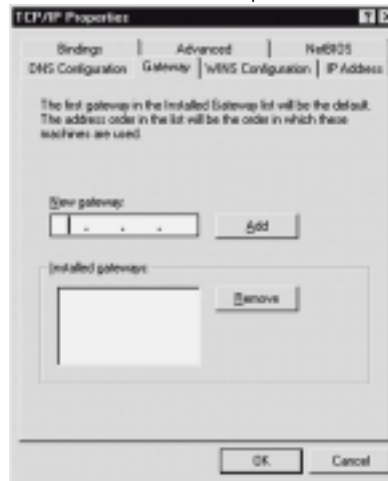 TCP/IP Properties
Bindings Advanced NetBIOS
DNS Configuration Gateway WINS Configuration IP Address
The first gateway in the Installed Gateway list will be the default.
The address order in the list will be the order in which these
machines are used.
New gateway:
. . .
Add
Installed gateways:
Remove
OK Cancel